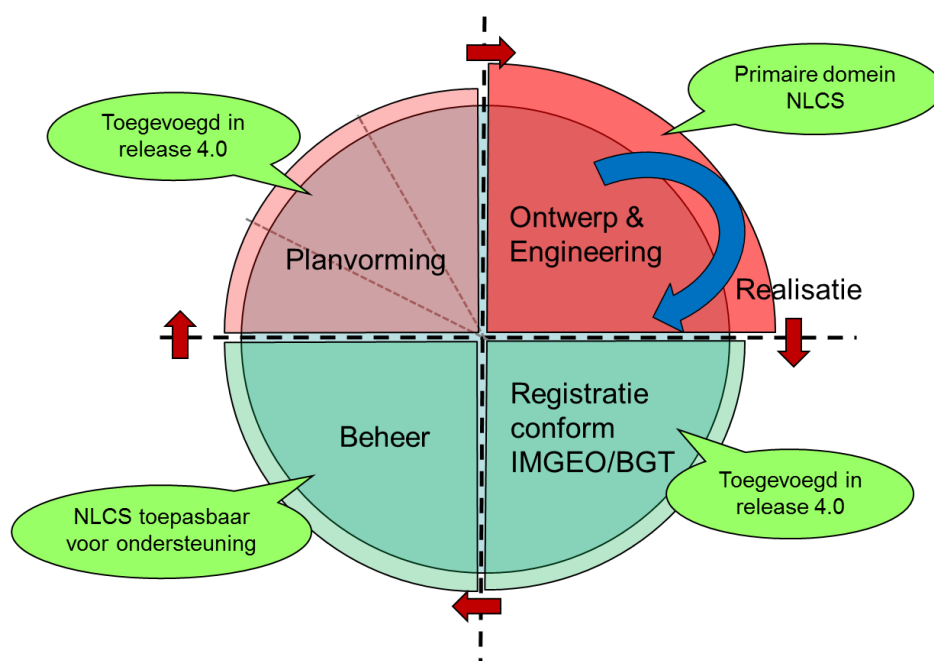 Primaire domein
NLCS
Toegevoegd in
release 4.0
Ontwerp &
Engineering
Planvorming
Realisatie
Registratie
conform
IMGEO/BGT
Beheer
Toegevoegd in
release 4.0
NLCS toepasbaar
voor ondersteuning